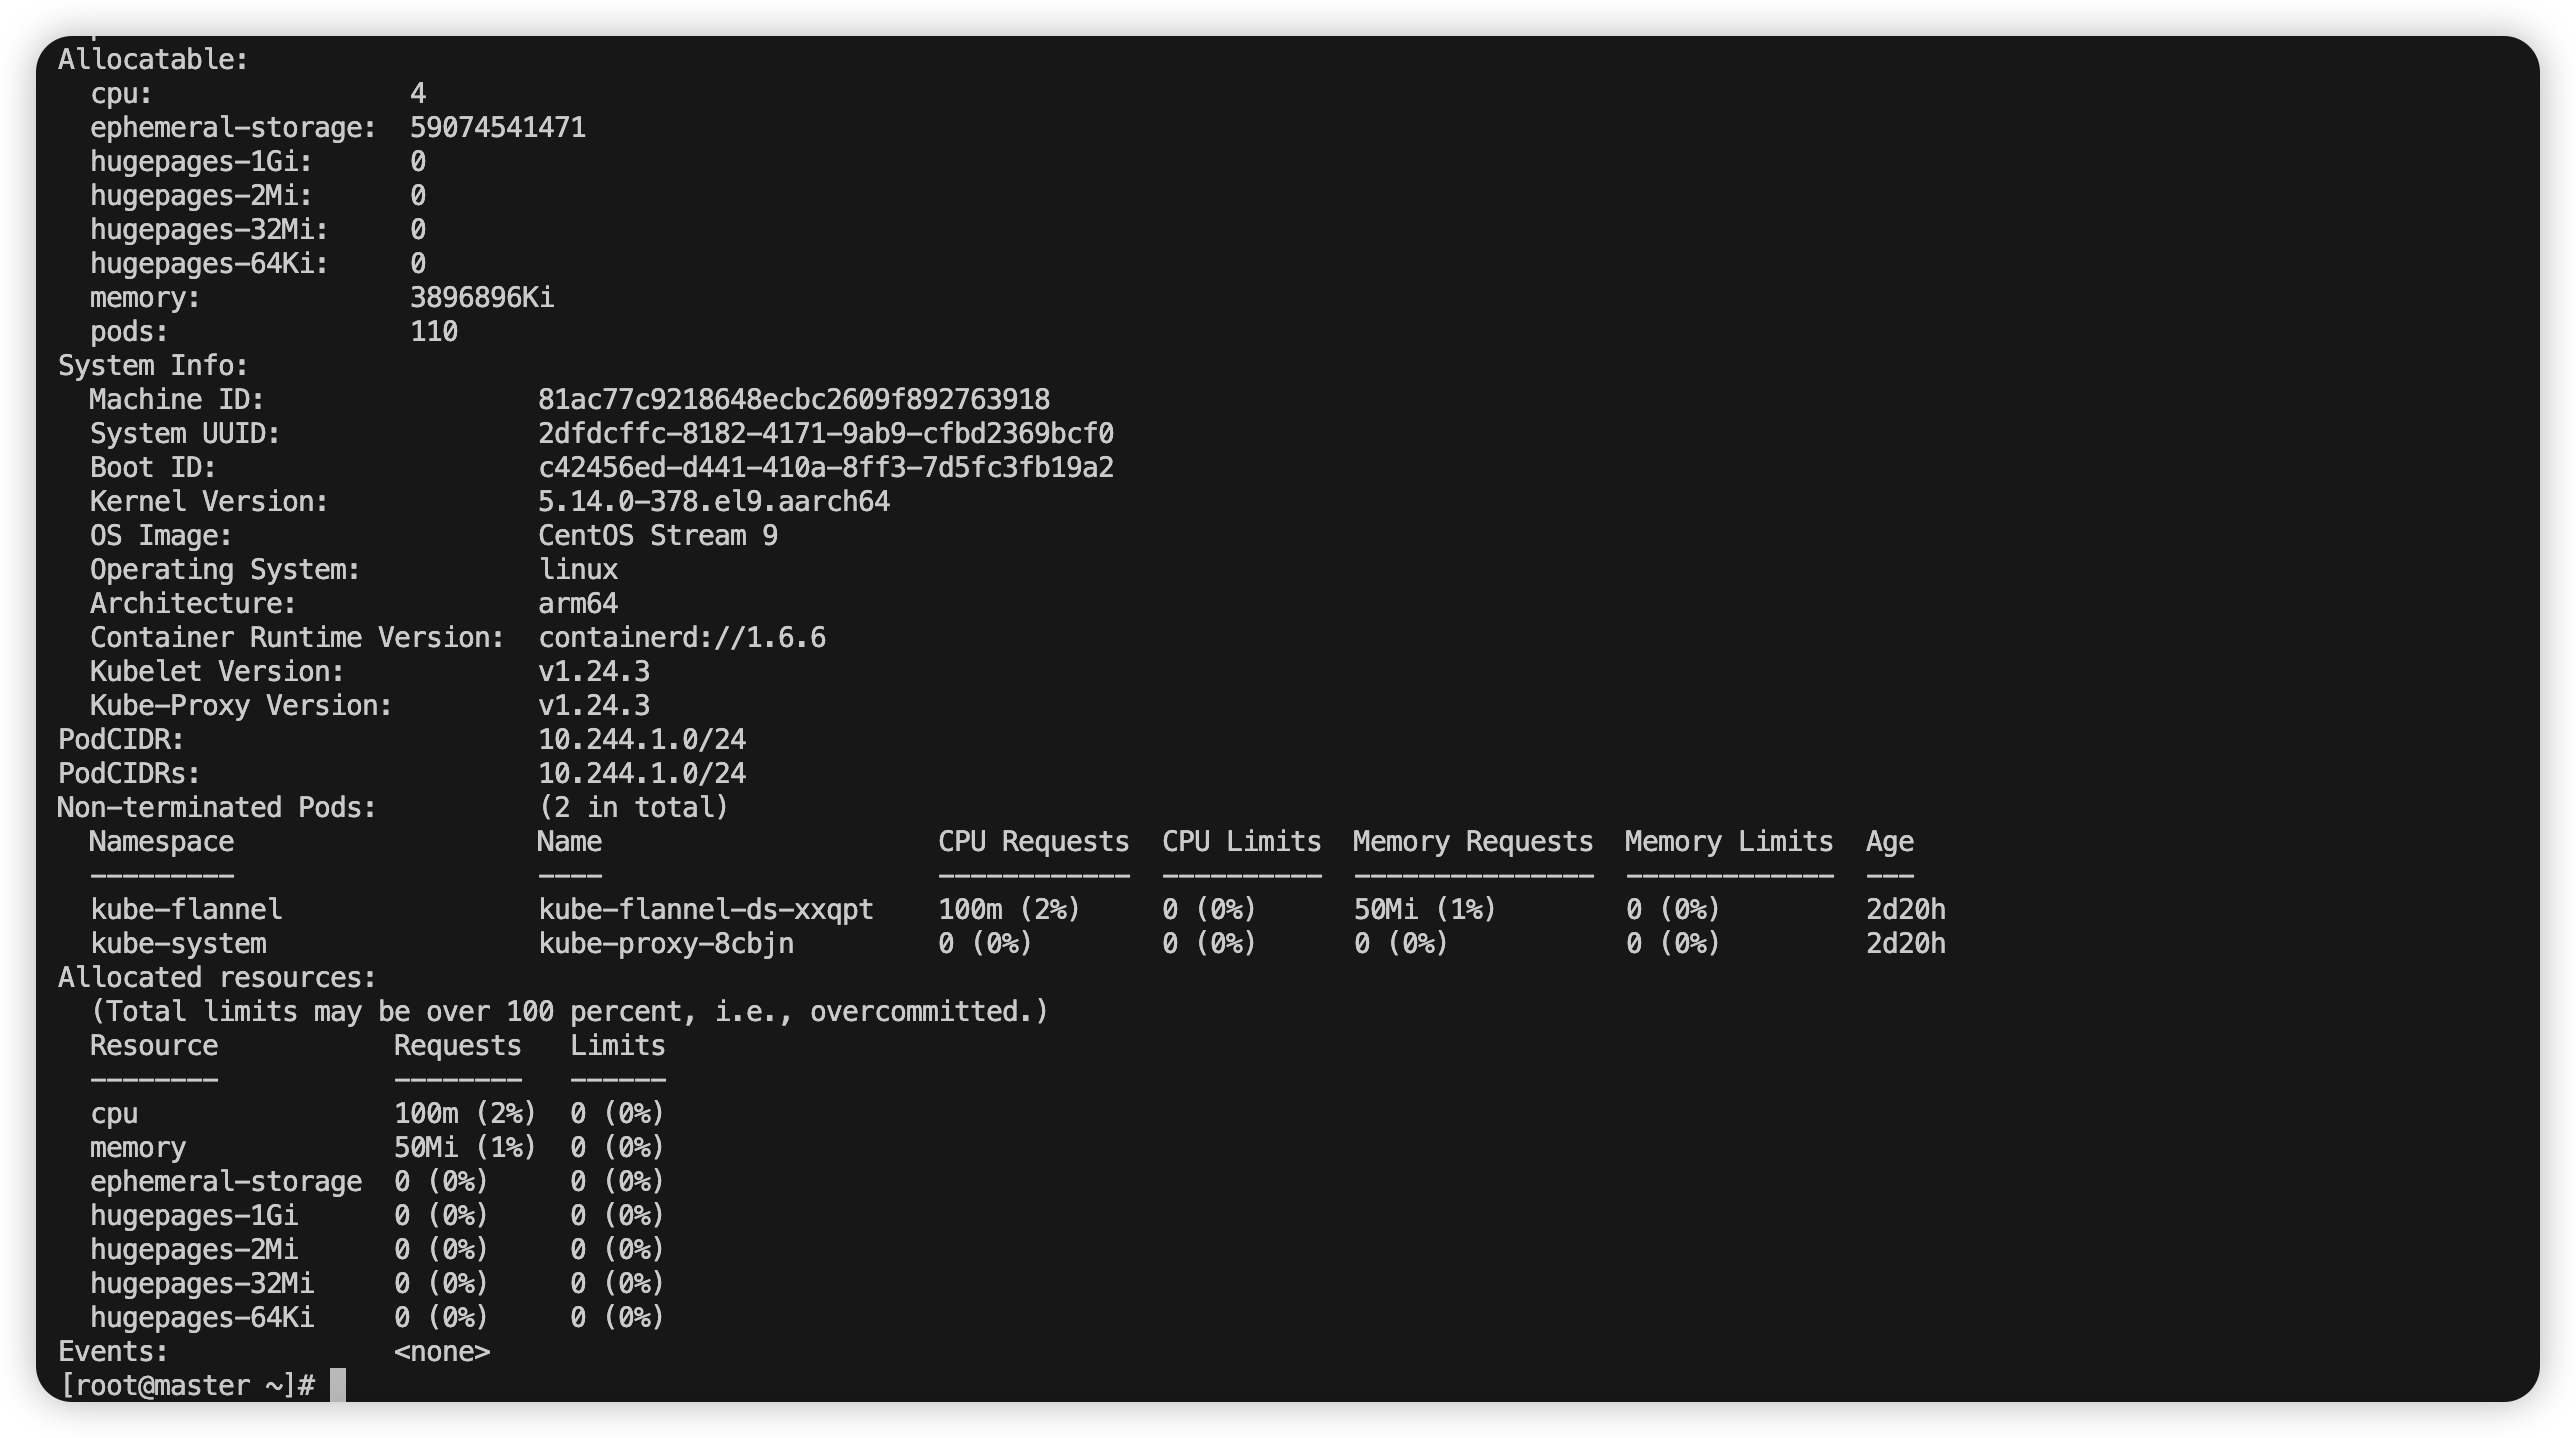 Allocatable:
  cpu:                4
  ephemeral-storage:  59074541471
  hugepages-1Gi:      0
  hugepages-2Mi:      0
  hugepages-32Mi:     0
  hugepages-64Ki:     0
  memory:             3896896Ki
  pods:               110
System Info:
  Machine ID:                 81ac77c9218648ecbc2609f892763918
  System UUID:                2dfdcffc-8182-4171-9ab9-cfbd2369bcf0
  Boot ID:                    c42456ed-d441-410a-8ff3-7d5fc3fb19a2
  Kernel Version:             5.14.0-378.el9.aarch64
  OS Image:                   CentOS Stream 9
  Operating System:           linux
  Architecture:               arm64
  Container Runtime Version:  containerd://1.6.6
  Kubelet Version:            v1.24.3
  Kube-Proxy Version:         v1.24.3
PodCIDR:                      10.244.1.0/24
PodCIDRs:                     10.244.1.0/24
Non-terminated Pods:          (2 in total)
  Namespace                   Name                     CPU Requests  CPU Limits  Memory Requests  Memory Limits  Age
  ---------                   ----                     ------------  ----------  ---------------  -------------  ---
  kube-flannel                kube-flannel-ds-xxqpt    100m (2%)     0 (0%)      50Mi (1%)        0 (0%)         2d20h
  kube-system                 kube-proxy-8cbjn         0 (0%)        0 (0%)      0 (0%)           0 (0%)         2d20h
Allocated resources:
  (Total limits may be over 100 percent, i.e., overcommitted.)
  Resource           Requests   Limits
  --------           --------   ------
  cpu                100m (2%)  0 (0%)
  memory             50Mi (1%)  0 (0%)
  ephemeral-storage  0 (0%)     0 (0%)
  hugepages-1Gi      0 (0%)     0 (0%)
  hugepages-2Mi      0 (0%)     0 (0%)
  hugepages-32Mi     0 (0%)     0 (0%)
  hugepages-64Ki     0 (0%)     0 (0%)
Events:              <none>
[root@master ~]#